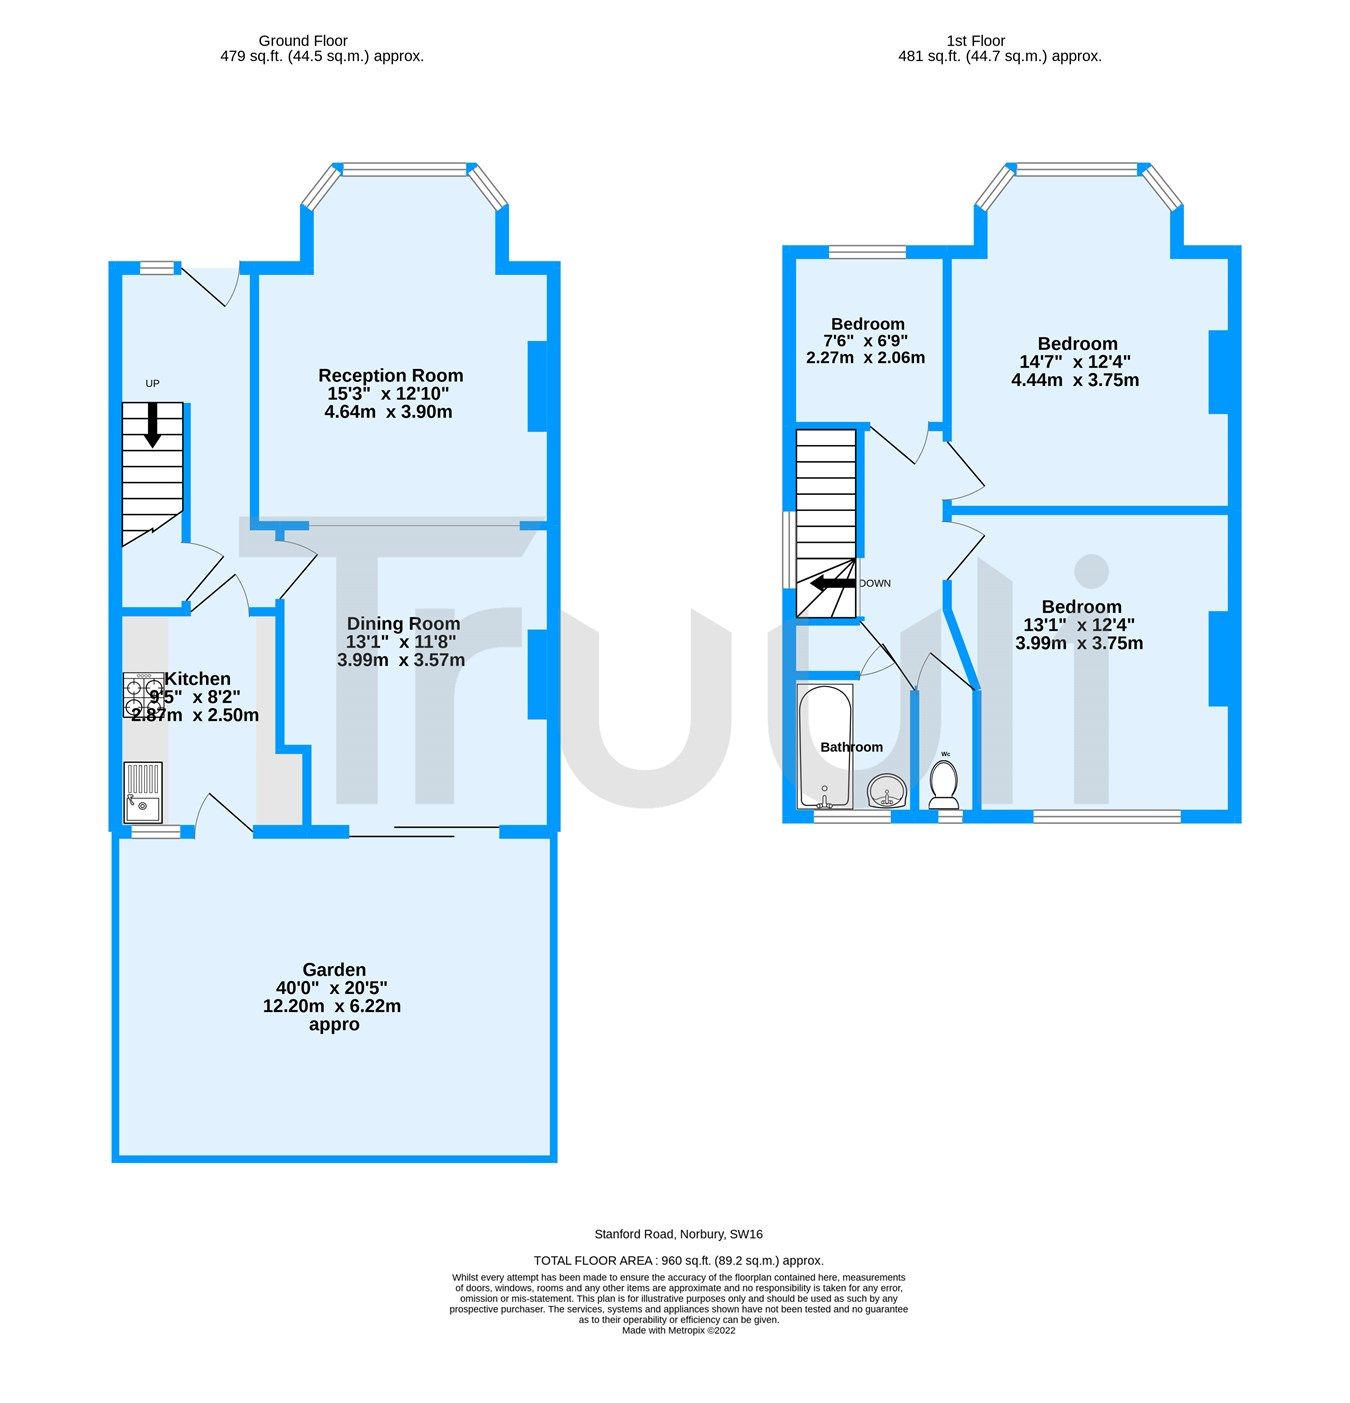 Ground Floor
479 sq.ft. (44.5 sq.m.) approx.
1st Floor
481 sq.ft. (44.7 sq.m.) approx.
UP
Reception Room
15'3" x 12'10"
4.64m x 3.90m
Dining Room
13'1" x 11'8"
3.99m x 3.57m
Kitchen
9'5" x 8'2"
2.87m x 2.50m
Garden
40'0" x 20'5"
12.20m x 6.22m
appro
Bedroom
7'6" x 6'9"
2.27m x 2.06m
Bedroom
14'7" x 12'4"
4.44m x 3.75m
DOWN
Bedroom
13'1" x 12'4"
3.99m x 3.75m
Bathroom
Wc
Truuli
Stanford Road, Norbury, SW16
TOTAL FLOOR AREA : 960 sq.ft. (89.2 sq.m.) approx.
Whilst every attempt has been made to ensure the accuracy of the floorplan contained here, measurements
of doors, windows, rooms and any other items are approximate and no responsibility is taken for any error,
omission or mis-statement. This plan is for illustrative purposes only and should be used as such by any
prospective purchaser. The services, systems and appliances shown have not been tested and no guarantee
as to their operability or efficiency can be given.
Made with Metropix ©2022